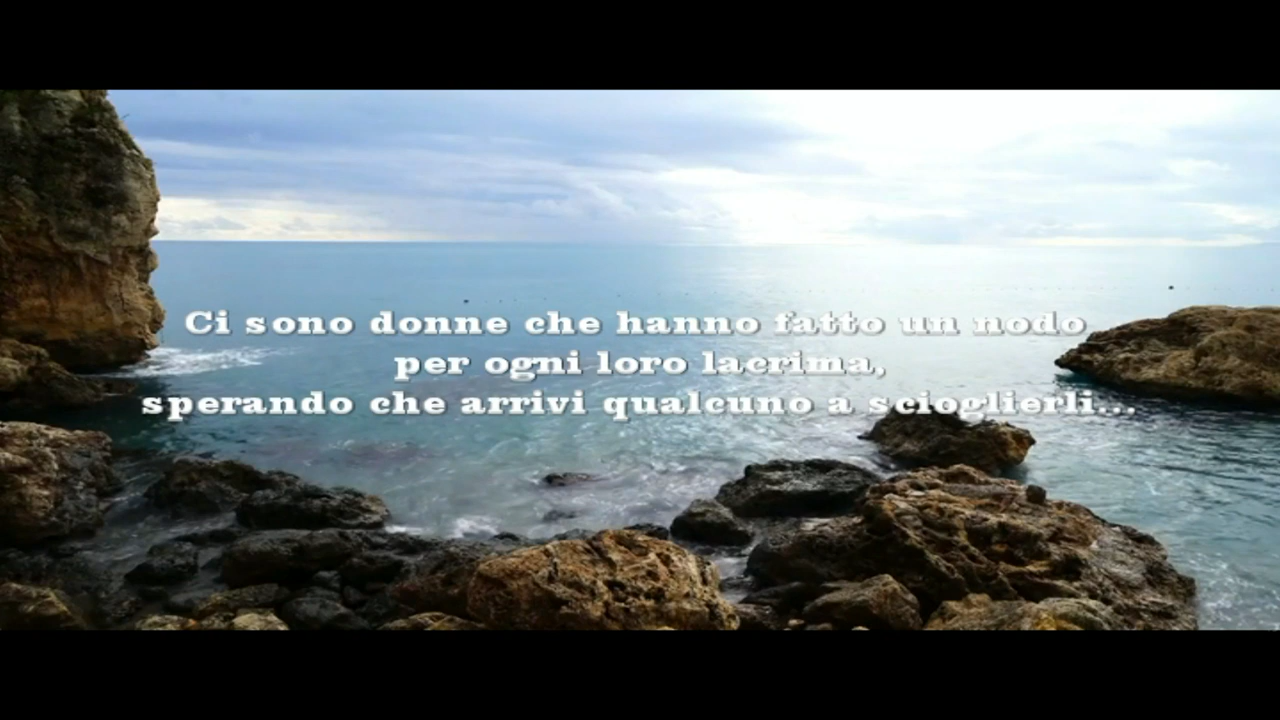 Ci sono donne che hanno fatto un nodo
per ogni loro lacrima,
sperando che arrivi qualcuno a scioglierli...